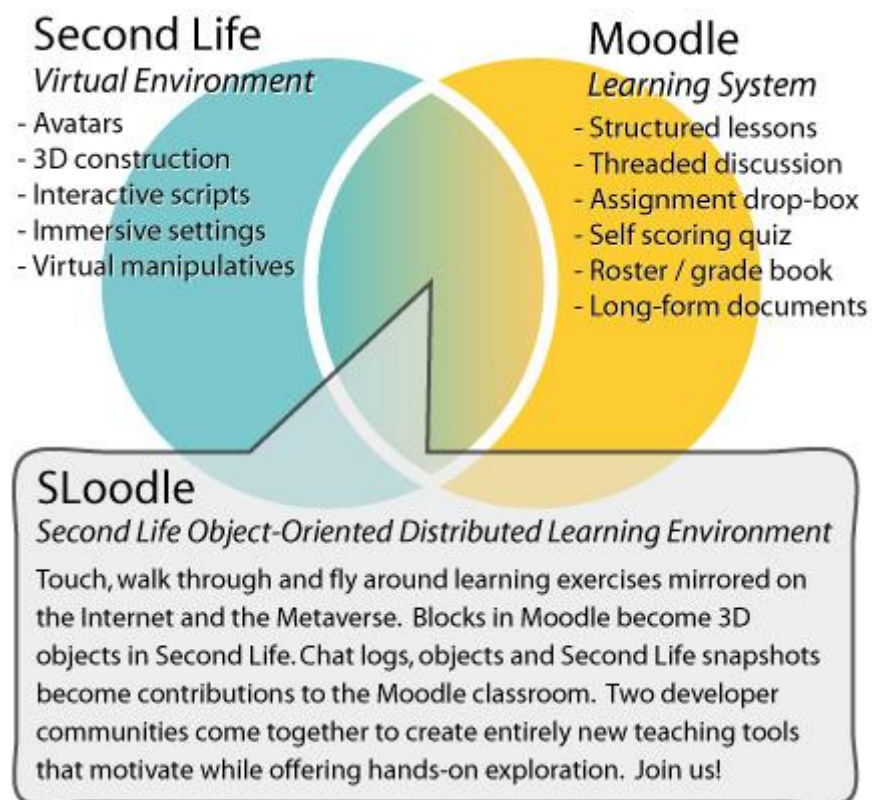 Second Life
Virtual Environment
- Avatars
- 3D construction
- Interactive scripts
- Immersive settings
- Virtual manipulatives
Moodle
Learning System
- Structured lessons
- Threaded discussion
- Assignment drop-box
- Self scoring quiz
- Roster / grade book
- Long-form documents
SLoodle
Second Life Object-Oriented Distributed Learning Environment
Touch, walk through and fly around learning exercises mirrored on
the Internet and the Metaverse. Blocks in Moodle become 3D
objects in Second Life. Chat logs, objects and Second Life snapshots
become contributions to the Moodle classroom. Two developer
communities come together to create entirely new teaching tools
that motivate while offering hands-on exploration. Join us!